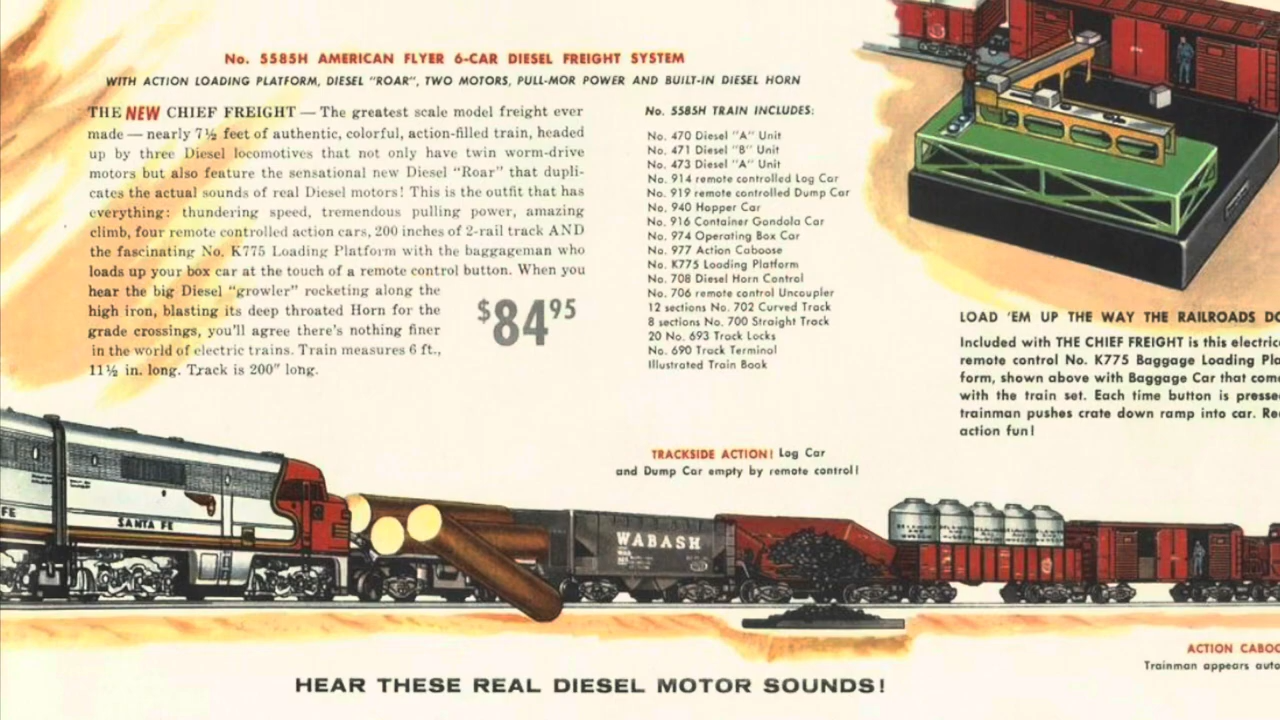 No. 5585H AMERICAN FLYER 6-CAR DIESEL FREIGHT SYSTEM
WITH ACTION LOADING PLATFORM, DIESEL "ROAR", TWO MOTORS, PULL-MOR POWER AND BUILT-IN DIESEL HORN
THE NEW CHIEF FREIGHT — The greatest scale model freight ever
made — nearly 7½ feet of authentic, colorful, action-filled train, headed
up by three Diesel locomotives that not only have twin worm-drive
motors but also feature the sensational new Diesel "Roar" that dupli-
cates the actual sounds of real Diesel motors! This is the outfit that has
everything: thundering speed, tremendous pulling power, amazing
climb, four remote controlled action cars, 200 inches of 2-rail track AND
the fascinating No. K775 Loading Platform with the baggageman who
loads up your box car at the touch of a remote control button. When you
hear the big Diesel "growler" rocketing along the
high iron, blasting its deep throated Horn for the
grade crossings, you'll agree there's nothing finer
in the world of electric trains. Train measures 6 ft.,
11½ in. long. Track is 200" long.
$84.95
No. 5585H TRAIN INCLUDES:
No. 470 Diesel "A" Unit
No. 471 Diesel "B" Unit
No. 473 Diesel "A" Unit
No. 914 remote controlled Log Car
No. 919 remote controlled Dump Car
No. 940 Hopper Car
No. 916 Container Gondola Car
No. 974 Operating Box Car
No. 977 Action Caboose
No. K775 Loading Platform
No. 708 Diesel Horn Control
No. 706 remote control Uncoupler
12 sections No. 702 Curved Track
8 sections No. 700 Straight Track
20 No. 693 Track Locks
No. 690 Track Terminal
Illustrated Train Book
LOAD 'EM UP THE WAY THE RAILROADS DO
Included with THE CHIEF FREIGHT is this electric
remote control No. K775 Baggage Loading Pla
form, shown above with Baggage Car that com
with the train set. Each time button is presse
trainman pushes crate down ramp into car. Re
action fun!
TRACKSIDE ACTION! Log Car
and Dump Car empty by remote control!
FE
SANTA FE
WABASH
ACTION CABOO
Trainman appears auto
HEAR THESE REAL DIESEL MOTOR SOUNDS!